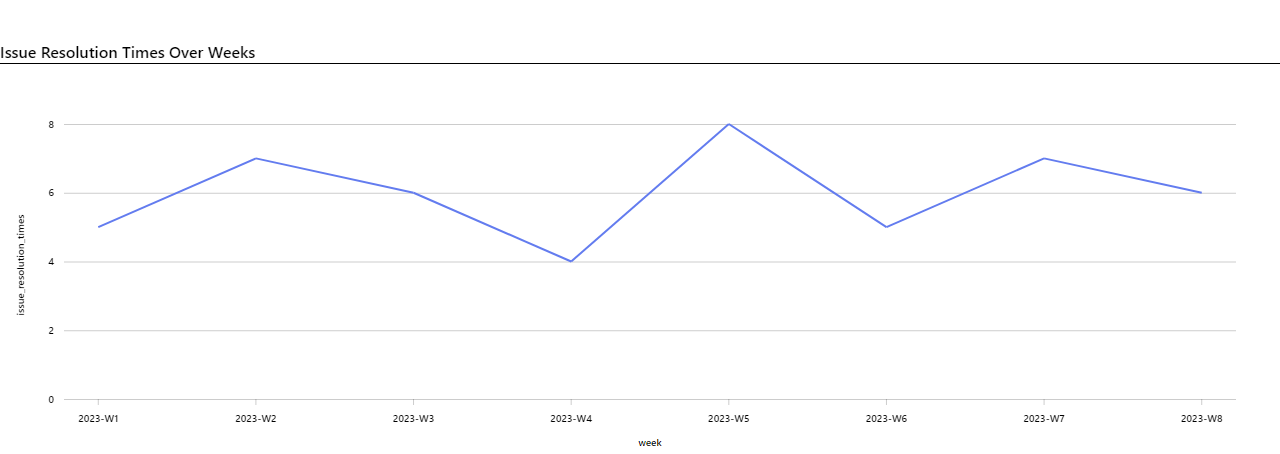 Issue Resolution Times Over Weeks
8
6
4
2
0
issue_resolution_times
2023-W1 2023-W2 2023-W3 2023-W4 2023-W5 2023-W6 2023-W7 2023-W8
week